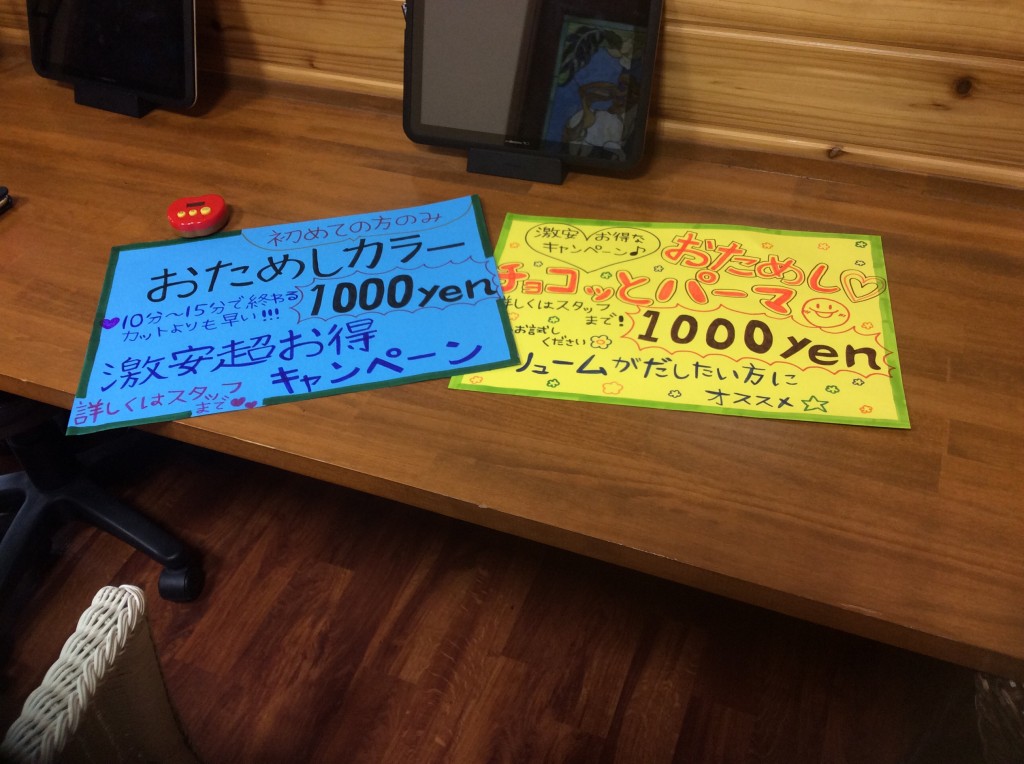 初めての方のみ
おためしカラー
10分～15分で終わる
カットよりも早い!!!
1000yen
激安超お得
キャンペーン
詳しくはスタッフ
まで
激安 お得な
キャンペーン♪
おためし
チョコッとパーマ
詳しくはスタッフ
まで!
お試し
ください
1000yen
リュームがだしたい方に
オススメ